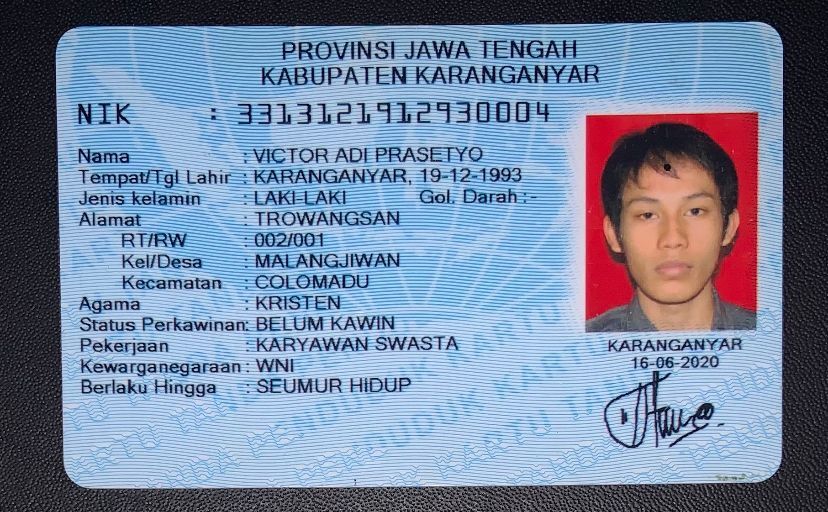 PROVINSI JAWA TENGAH
KABUPATEN KARANGANYAR
NIK : 3313121912930004
Nama : VICTOR ADI PRASETYO
Tempat/Tgl Lahir : KARANGANYAR, 19-12-1993
Jenis kelamin : LAKI-LAKI Gol. Darah :-
Alamat : TROWANGSAN
RT/RW : 002/001
Kel/Desa : MALANGJIWAN
Kecamatan : COLOMADU
Agama : KRISTEN
Status Perkawinan: BELUM KAWIN
Pekerjaan : KARYAWAN SWASTA
Kewarganegaraan : WNI
Berlaku Hingga : SEUMUR HIDUP
KARANGANYAR
16-06-2020